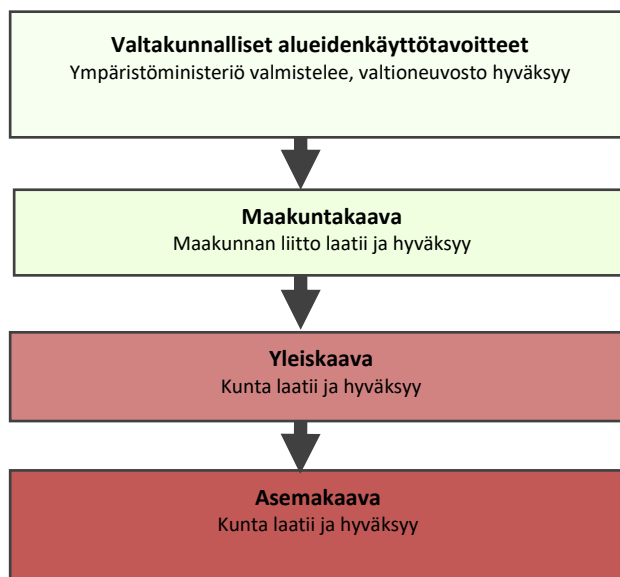 Valtakunnalliset alueidenkäyttötavoitteet
Ympäristöministeriö valmistelee, valtioneuvosto hyväksyy
Maakuntakaava
Maakunnan liitto laatii ja hyväksyy
Yleiskaava
Kunta laatii ja hyväksyy
Asemakaava
Kunta laatii ja hyväksyy